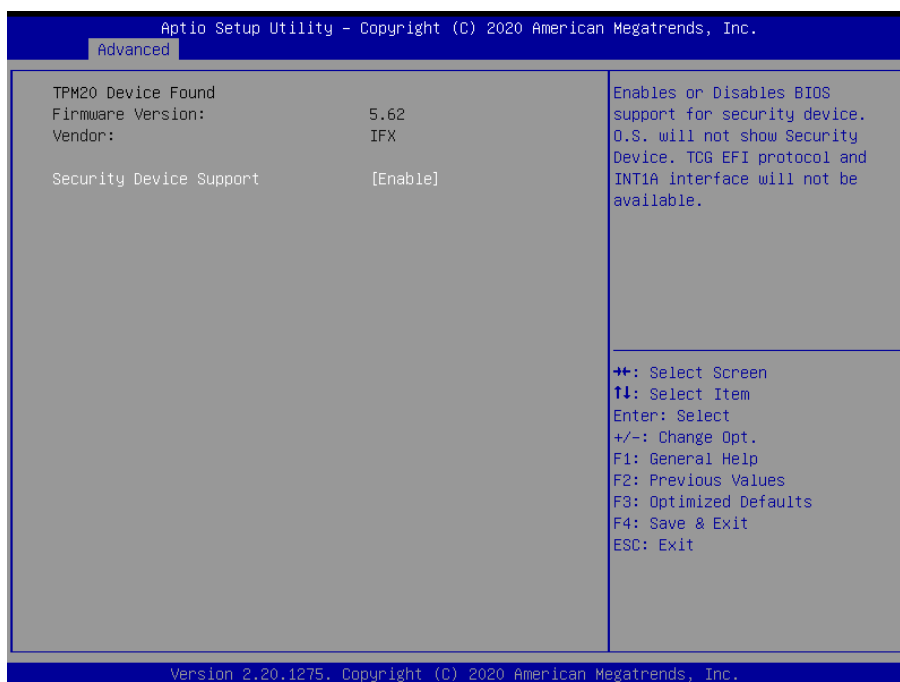 Aptio Setup Utility – Copyright (C) 2020 American Megatrends, Inc.
Advanced
TPM20 Device Found
Firmware Version: 5.62
Vendor: IFX
Security Device Support [Enable]
Enables or Disables BIOS
support for security device.
O.S. will not show Security
Device. TCG EFI protocol and
INT1A interface will not be
available.
→←: Select Screen
↑↓: Select Item
Enter: Select
+/-: Change Opt.
F1: General Help
F2: Previous Values
F3: Optimized Defaults
F4: Save & Exit
ESC: Exit
Version 2.20.1275. Copyright (C) 2020 American Megatrends, Inc.